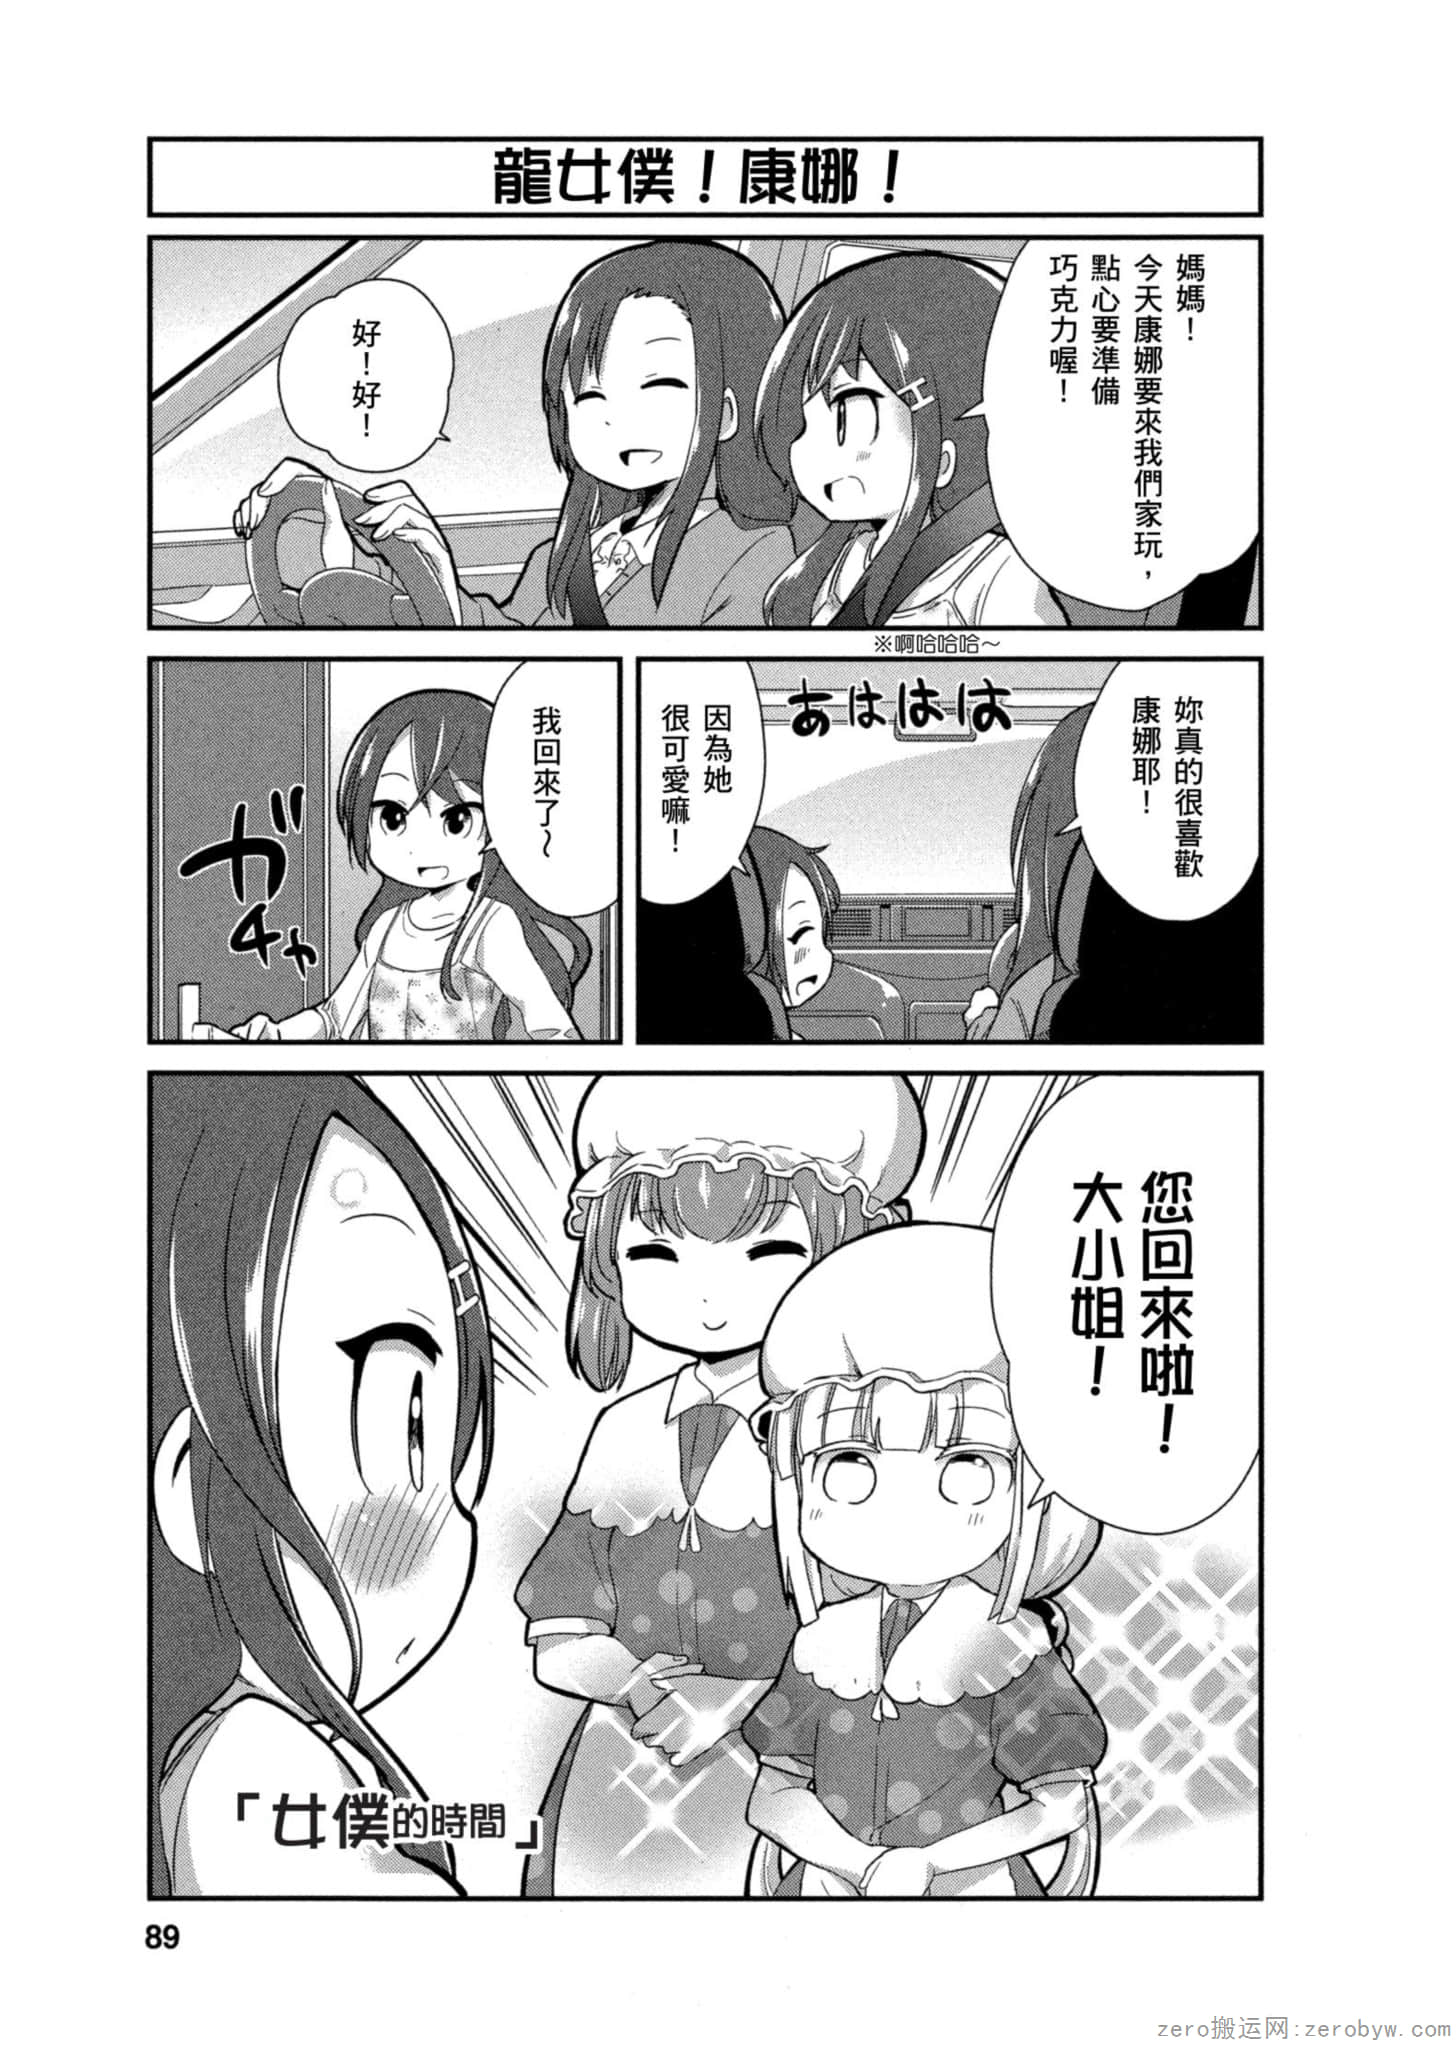 龍女僕！康娜！
媽媽！
今天康娜要來我們家玩，
點心要準備
巧克力喔！
好！好！
※啊哈哈哈～
あははは
妳真的很喜歡
康娜耶！
因為她
很可愛嘛！
我回來了～
ガチャ
您回來啦！
大小姐！
「女僕的時間」
89
zero搬运网:zerobyw.com